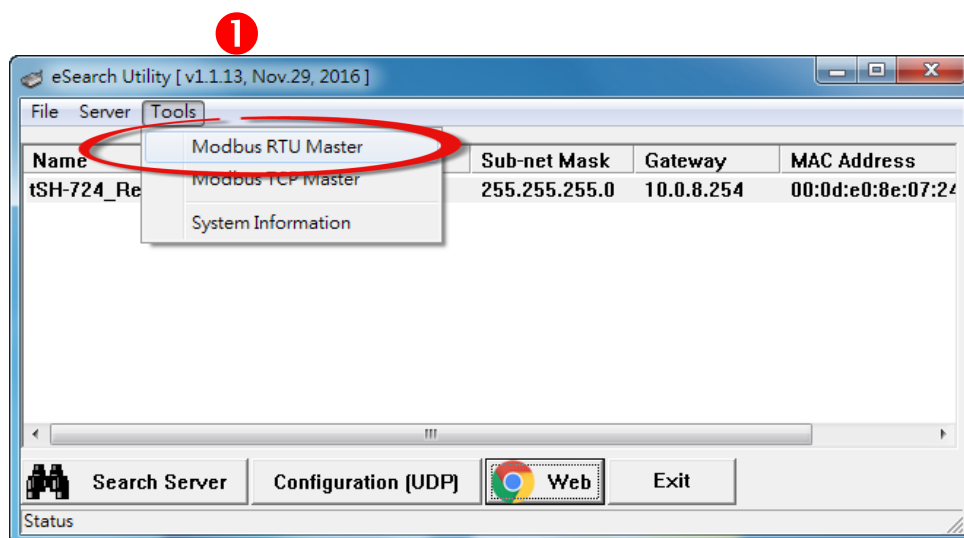 1
eSearch Utility [ v1.1.13, Nov.29, 2016 ]
File Server Tools
Modbus RTU Master
Modbus TCP Master
System Information
Name Sub-net Mask Gateway MAC Address
tSH-724_Re 255.255.255.0 10.0.8.254 00:0d:e0:8e:07:24
Search Server Configuration (UDP) Web Exit
Status